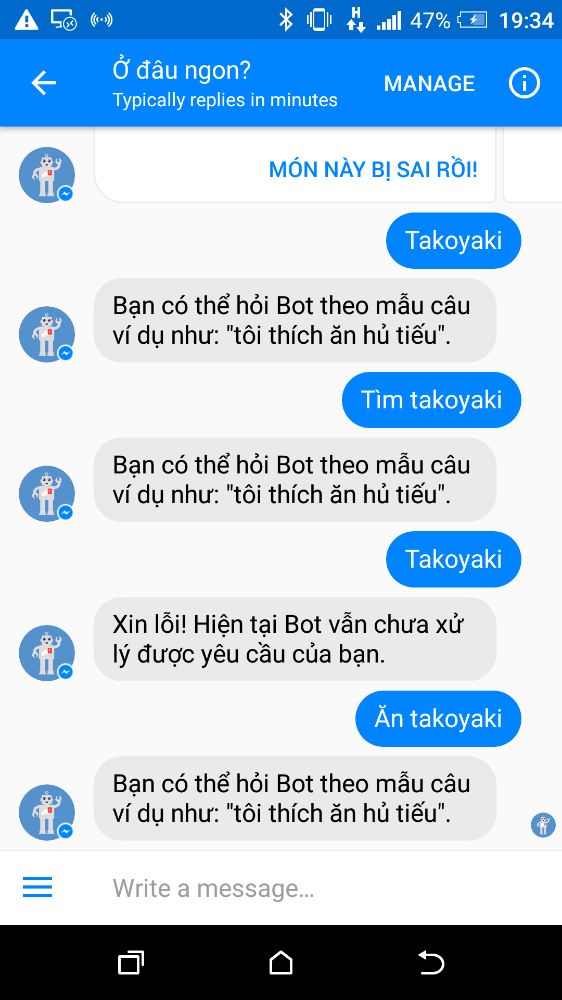 H
47%
19:34
Ở đâu ngon?
Typically replies in minutes
MANAGE
MÓN NÀY BỊ SAI RỒI!
Takoyaki
Bạn có thể hỏi Bot theo mẫu câu
ví dụ như: "tôi thích ăn hủ tiếu".
Tìm takoyaki
Bạn có thể hỏi Bot theo mẫu câu
ví dụ như: "tôi thích ăn hủ tiếu".
Takoyaki
Xin lỗi! Hiện tại Bot vẫn chưa xử
lý được yêu cầu của bạn.
Ăn takoyaki
Bạn có thể hỏi Bot theo mẫu câu
ví dụ như: "tôi thích ăn hủ tiếu".
Write a message...